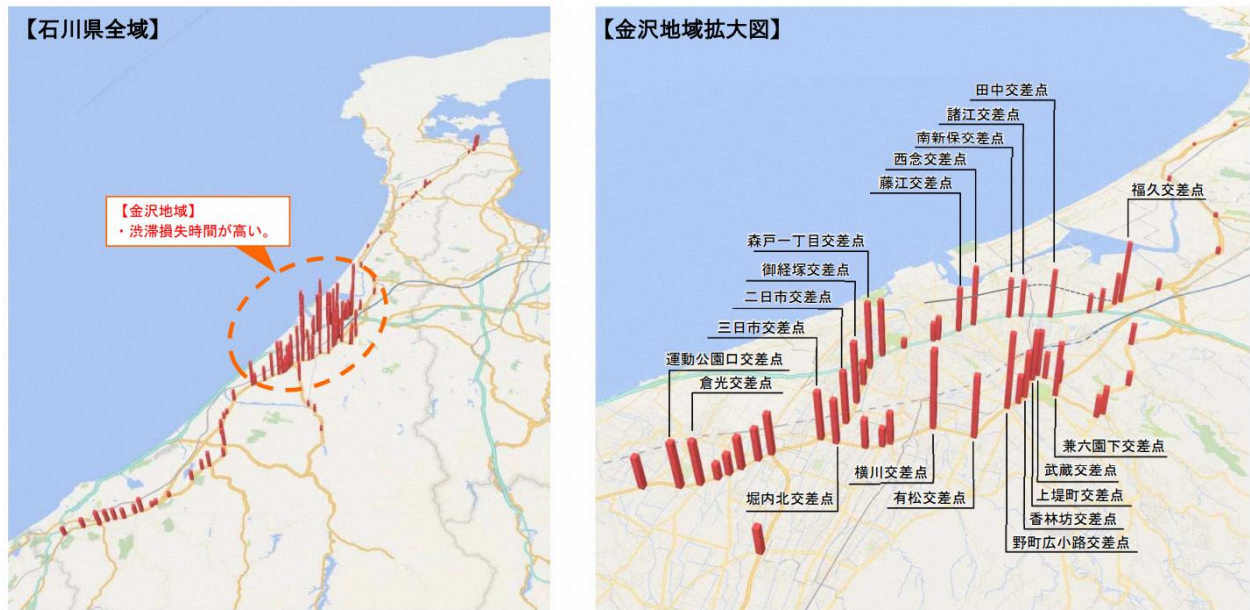 【石川県全域】
【金沢地域】
・渋滞損失時間が高い。
【金沢地域拡大図】
田中交差点
諸江交差点
南新保交差点
西念交差点
藤江交差点
福久交差点
森戸一丁目交差点
御経塚交差点
二日市交差点
三日市交差点
運動公園口交差点
倉光交差点
堀内北交差点
横川交差点
有松交差点
兼六園下交差点
武蔵交差点
上堤町交差点
香林坊交差点
野町広小路交差点